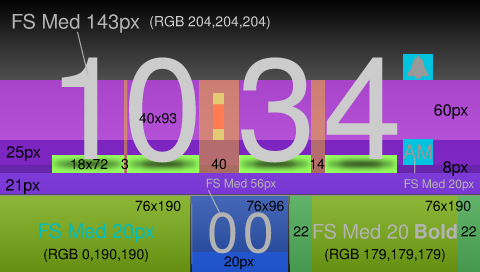 FS Med 143px (RGB 204,204,204)
10:34
40x93
60px
25px
AM
18x72 3 40 14
8px
21px
FS Med 56px
FS Med 20px
76x190 76x96 76x190
FS Med 20px
00
22
FS Med 20 Bold
22
(RGB 0,190,190)
(RGB 179,179,179)
20px